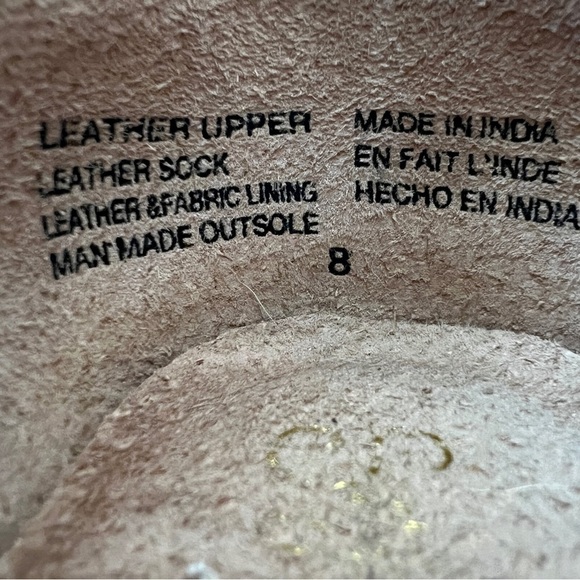 LEATHER UPPER
LEATHER SOCK
LEATHER & FABRIC LINING
MAN MADE OUTSOLE
MADE IN INDIA
EN FAIT L'INDE
HECHO EN INDIA
8